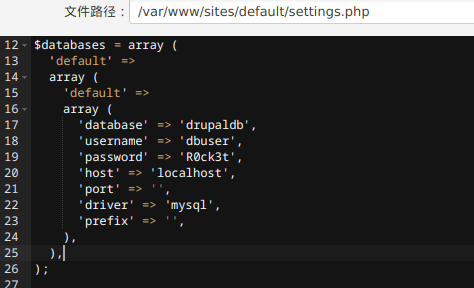 文件路径 : /var/www/sites/default/settings.php
12 $databases = array (
13 'default' =>
14 array (
15 'default' =>
16 array (
17 'database' => 'drupaldb',
18 'username' => 'dbuser',
19 'password' => 'R0ck3t',
20 'host' => 'localhost',
21 'port' => '',
22 'driver' => 'mysql',
23 'prefix' => '',
24 ),
25 ),
26 );
27